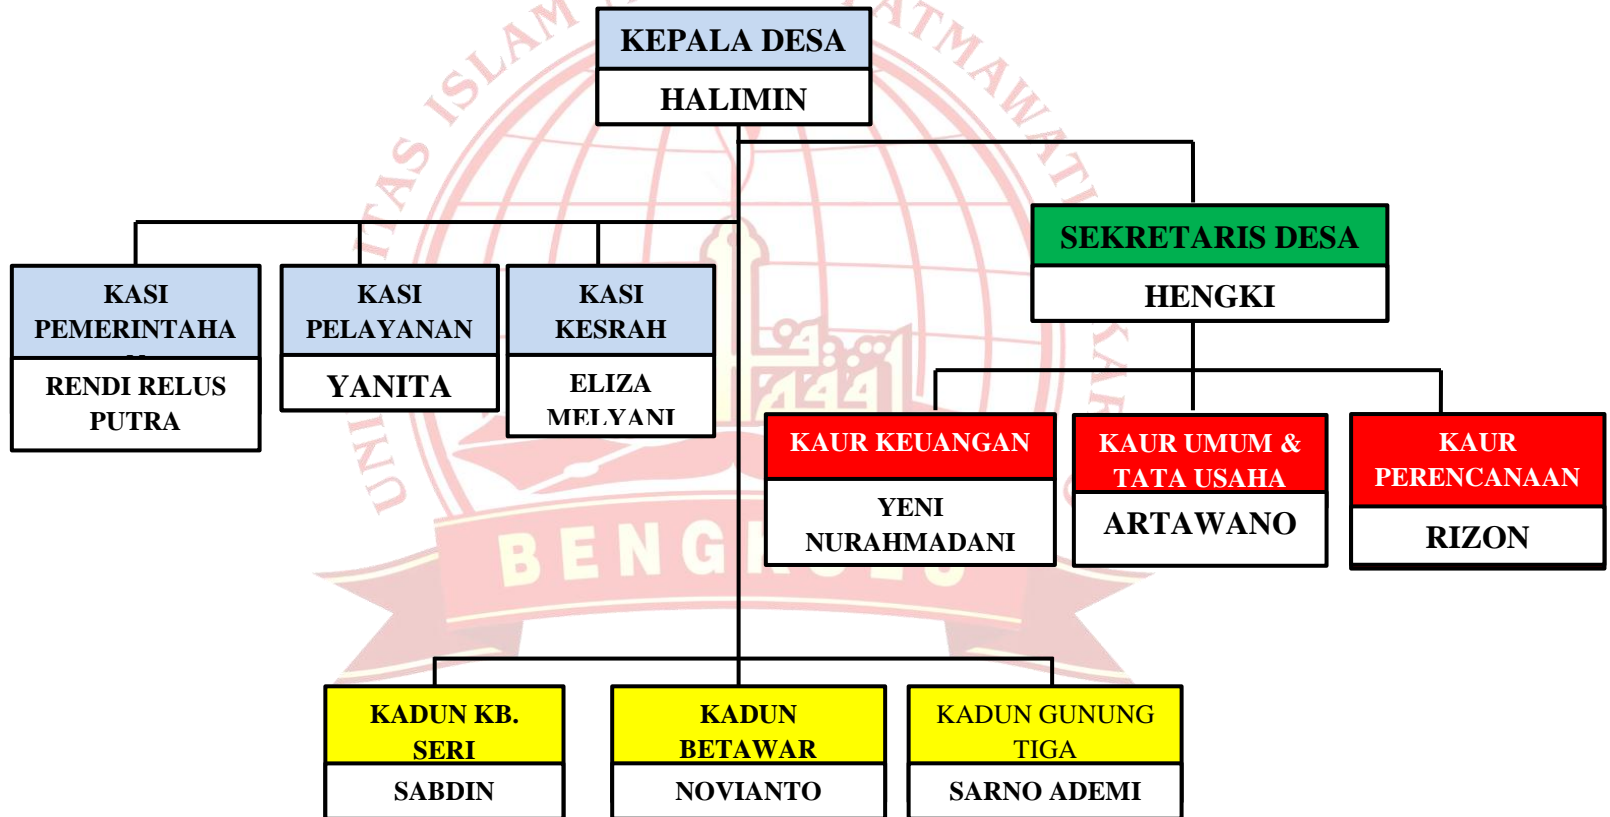 KEPALA DESA
HALIMIN
SEKRETARIS DESA
HENGKI
KASI
PEMERINTAHA
RENDI RELUS
PUTRA
KASI
PELAYANAN
YANITA
KASI
KESRAH
ELIZA
MELYANI
KAUR KEUANGAN
YENI
NURAHMADANI
KAUR UMUM &
TATA USAHA
ARTAWANO
KAUR
PERENCANAAN
RIZON
KADUN KB.
SERI
SABDIN
KADUN
BETAWAR
NOVIANTO
KADUN GUNUNG
TIGA
SARNO ADEMI